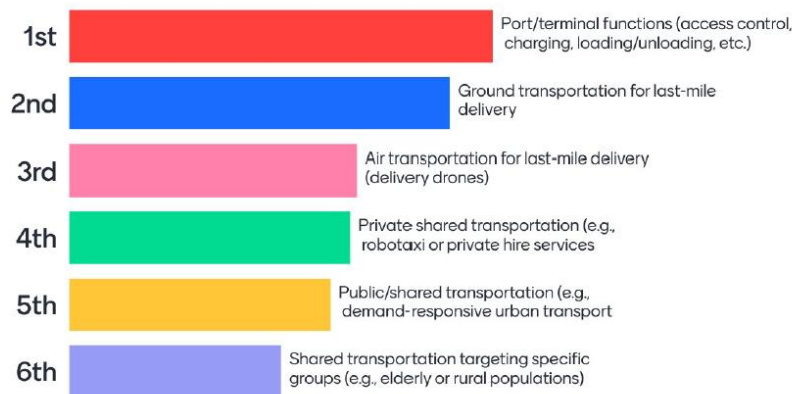 1st
Port/terminal functions (access control,
charging, loading/unloading, etc.)
2nd
Ground transportation for last-mile
delivery
3rd
Air transportation for last-mile delivery
(delivery drones)
4th
Private shared transportation (e.g.,
robotaxi or private hire services
5th
Public/shared transportation (e.g.,
demand-responsive urban transport
6th
Shared transportation targeting specific
groups (e.g., elderly or rural populations)